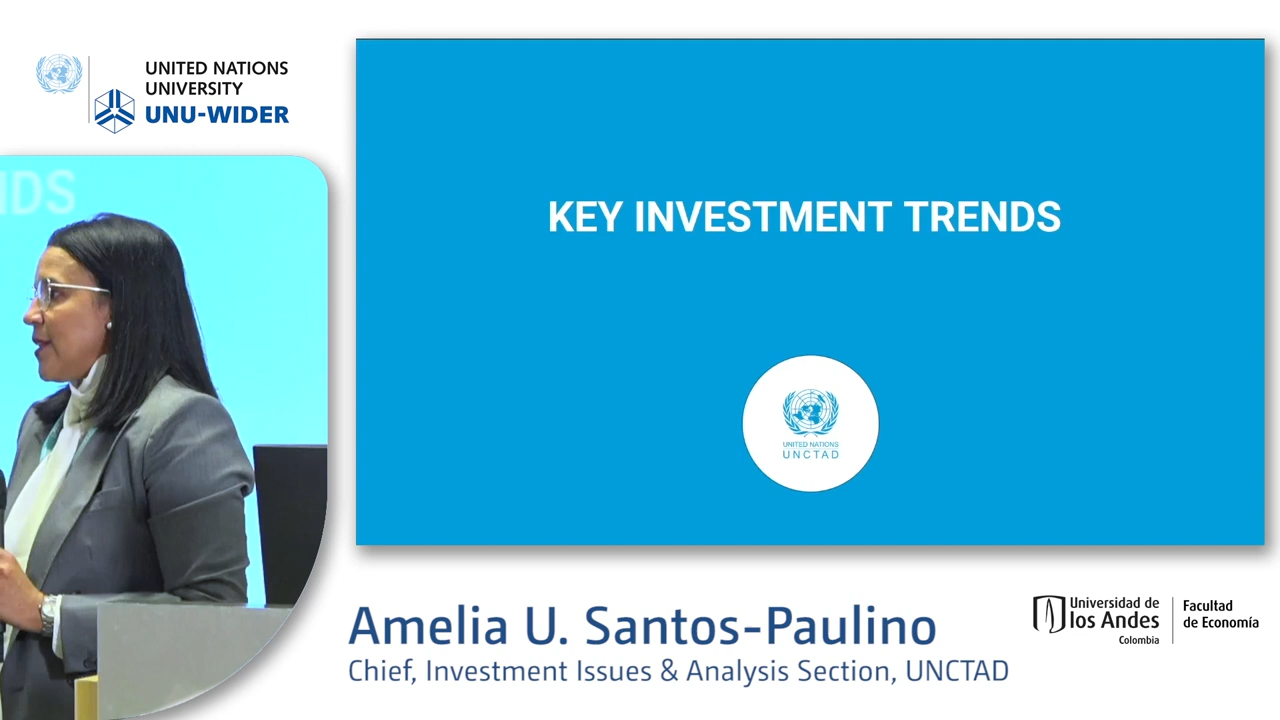 UNITED NATIONS
UNIVERSITY
UNU-WIDER
NDS
KEY INVESTMENT TRENDS
UNITED NATIONS
UNCTAD
Amelia U. Santos-Paulino
Chief, Investment Issues & Analysis Section, UNCTAD
Universidad de
los Andes
Colombia
Facultad
de Economía